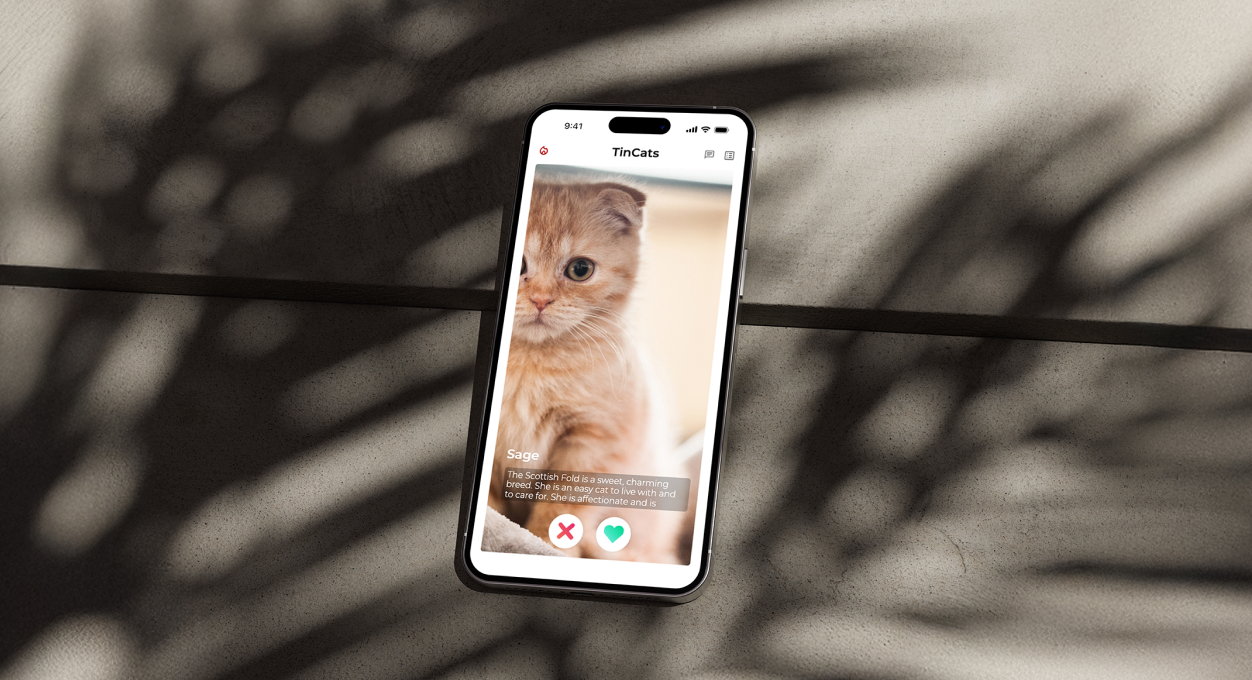 9:41
TinCats
Sage
The Scottish Fold is a sweet, charming
breed. She is an easy cat to live with and
to care for. She is affectionate and is